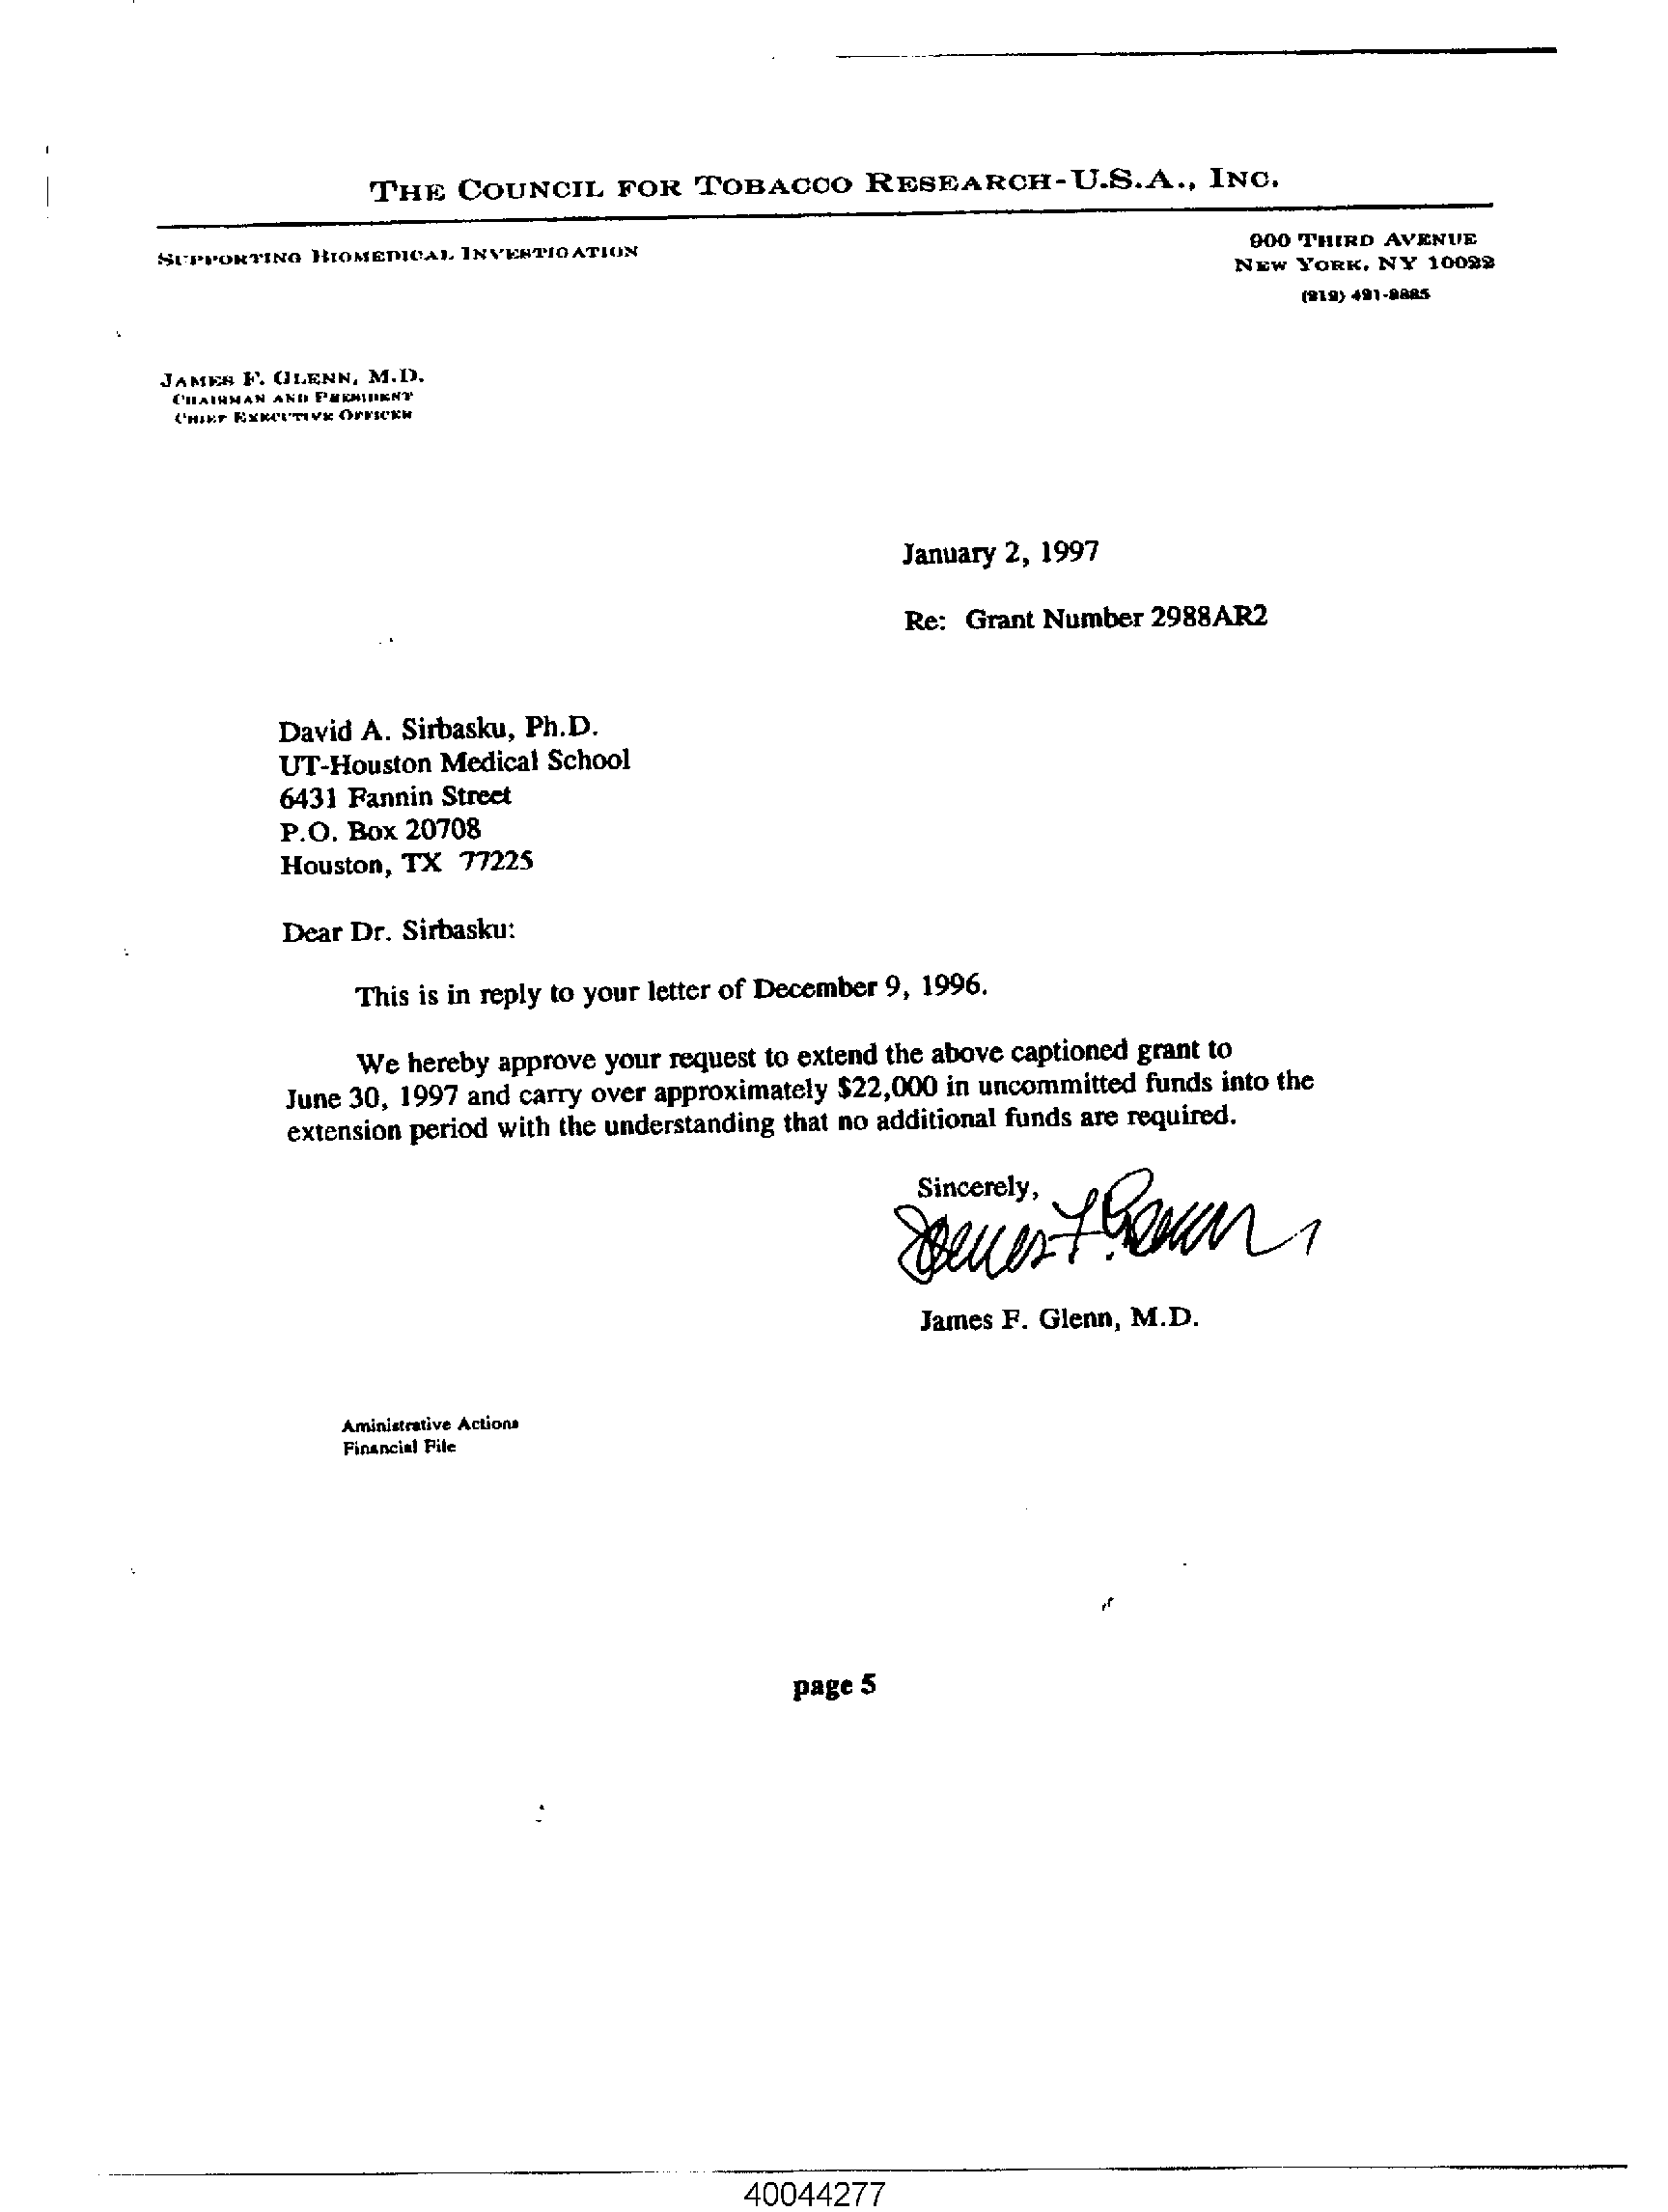 THE COUNCIL FOR TOBACCO RESEARCH-U.S.A., INC.
SUPPORTING BIOMEDICAL INVESTIGATION
900 THIRD AVENUE
NEW YORK, NY 10022
(212) 421-8885
JAMES F. GLENN, M.D.
CHAIRMAN AND PRESIDENT
CHIEF EXECUTIVE OFFICER
January 2, 1997
Re: Grant Number 2988AR2
David A. Sirbasku, Ph.D.
UT-Houston Medical School
6431 Fannin Street
P.O. Box 20708
Houston, TX 77225
Dear Dr. Sirbasku:
This is in reply to your letter of December 9, 1996.
We hereby approve your request to extend the above captioned grant to
June 30, 1997 and carry over approximately $22,000 in uncommitted funds into the
extension period with the understanding that no additional funds are required.
Sincerely,
James F. Glenn
James F. Glenn, M.D.
Aministrative Actions
Financial File
page 5
40044277